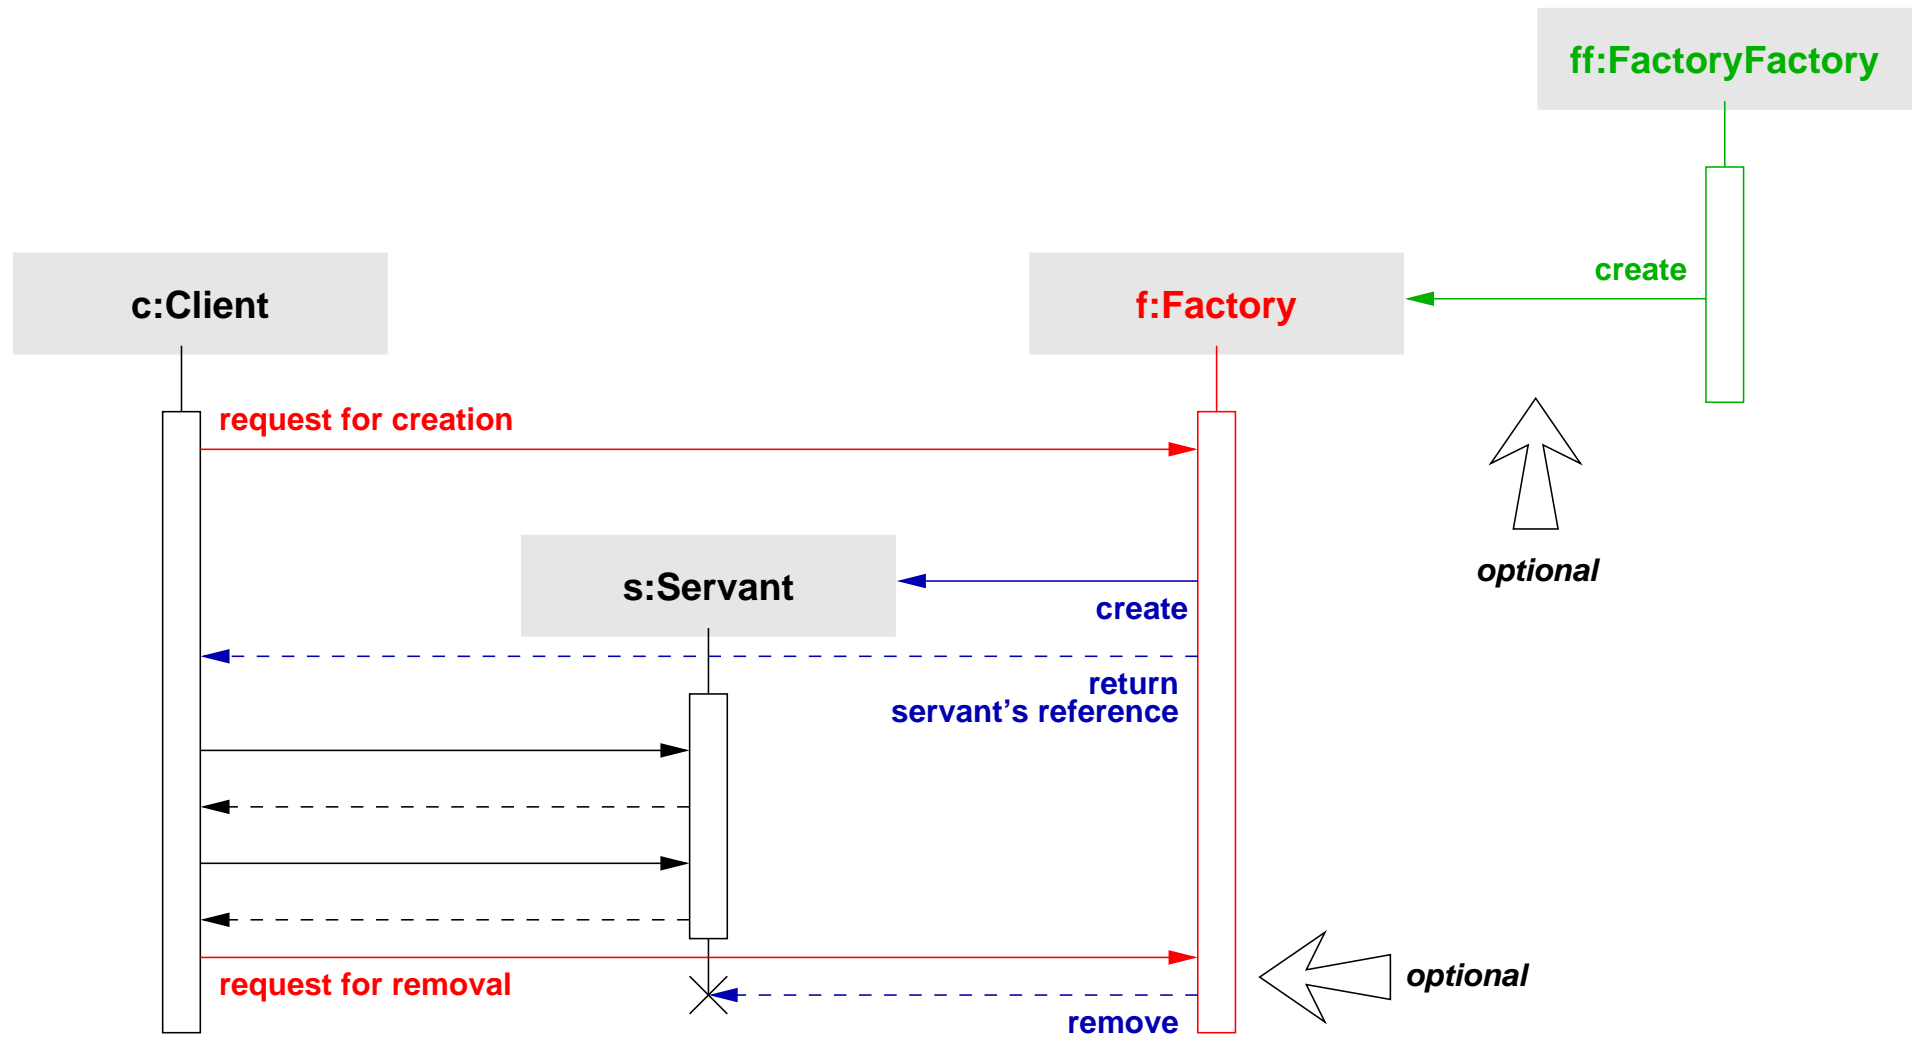 ff:FactoryFactory
create
c:Client
f:Factory
request for creation
optional
s:Servant
create
return
servant’s reference
request for removal
optional
remove